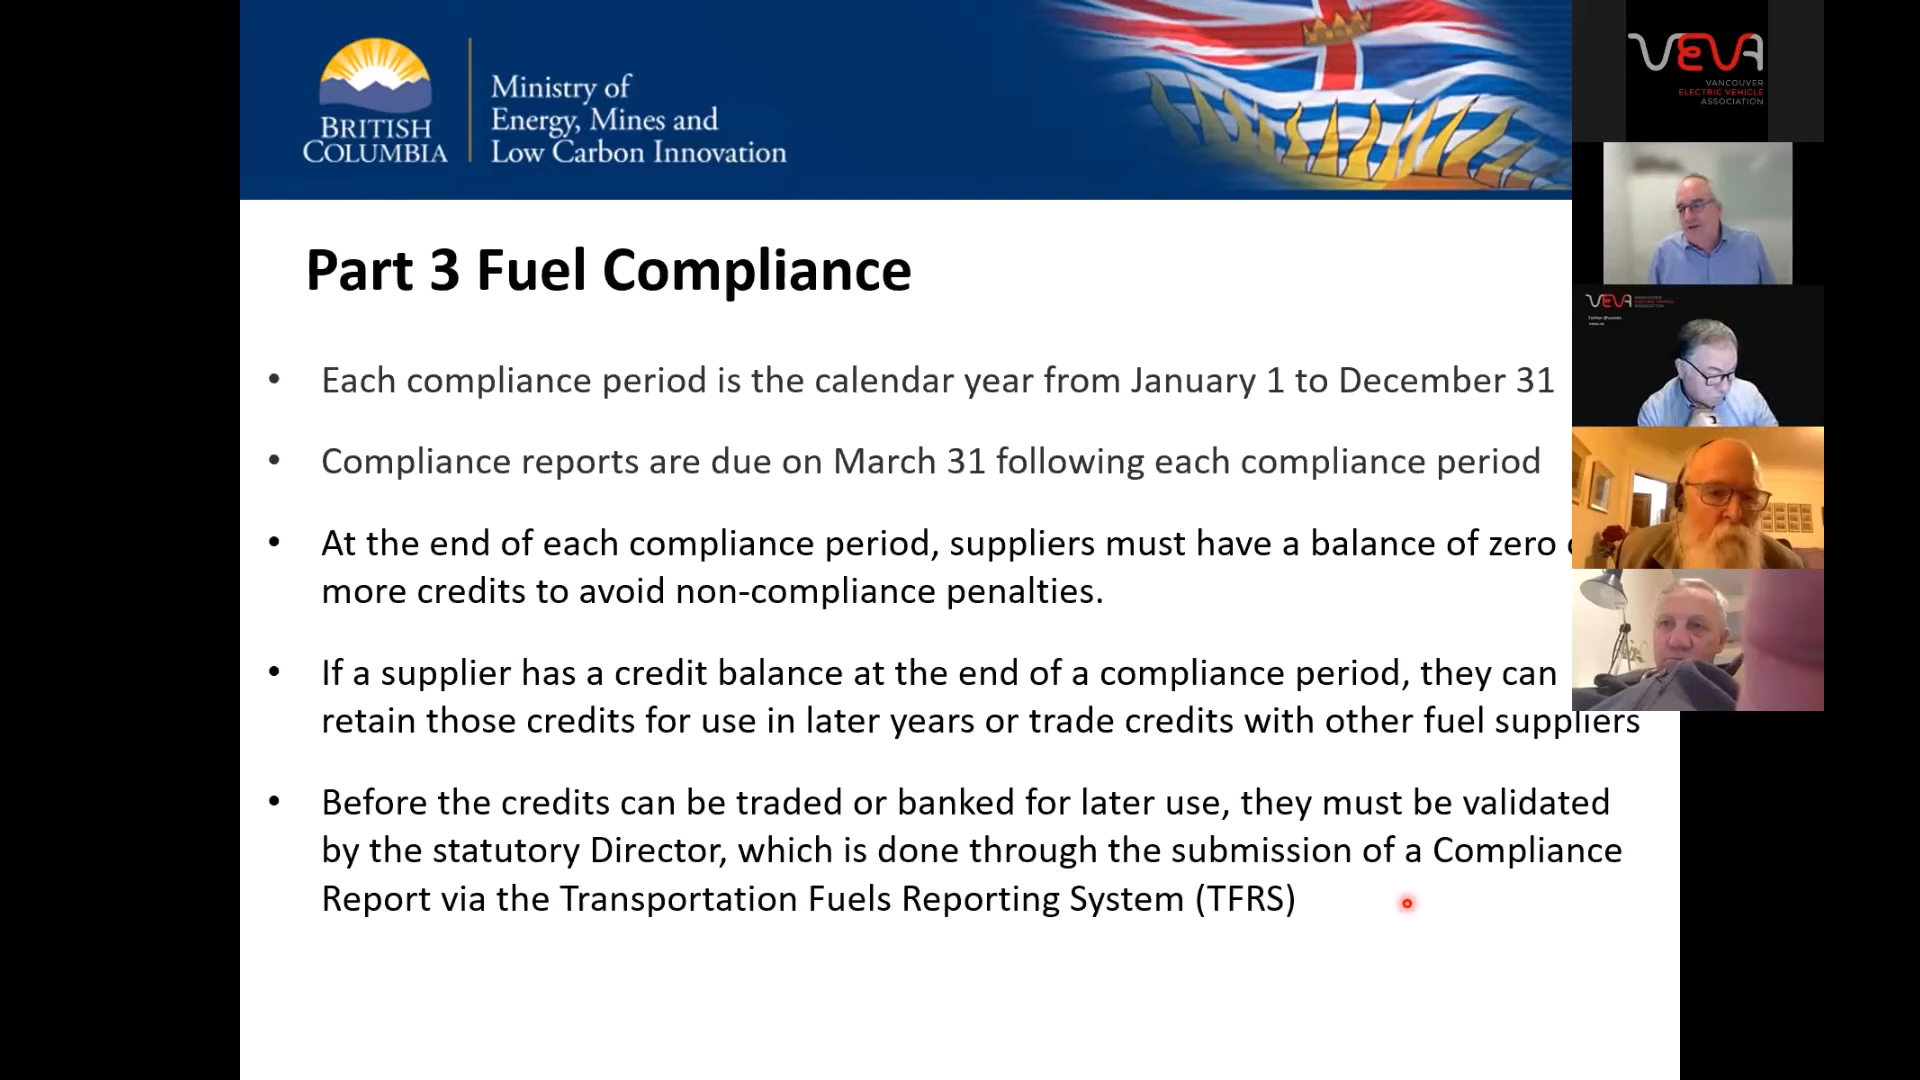 BRITISH
COLUMBIA
Ministry of
Energy, Mines and
Low Carbon Innovation
VEVA
VANCOUVER
ELECTRIC VEHICLE
ASSOCIATION
Part 3 Fuel Compliance
• Each compliance period is the calendar year from January 1 to December 31
• Compliance reports are due on March 31 following each compliance period
• At the end of each compliance period, suppliers must have a balance of zero
more credits to avoid non-compliance penalties.
• If a supplier has a credit balance at the end of a compliance period, they can
retain those credits for use in later years or trade credits with other fuel suppliers
• Before the credits can be traded or banked for later use, they must be validated
by the statutory Director, which is done through the submission of a Compliance
Report via the Transportation Fuels Reporting System (TFRS)
VEVA